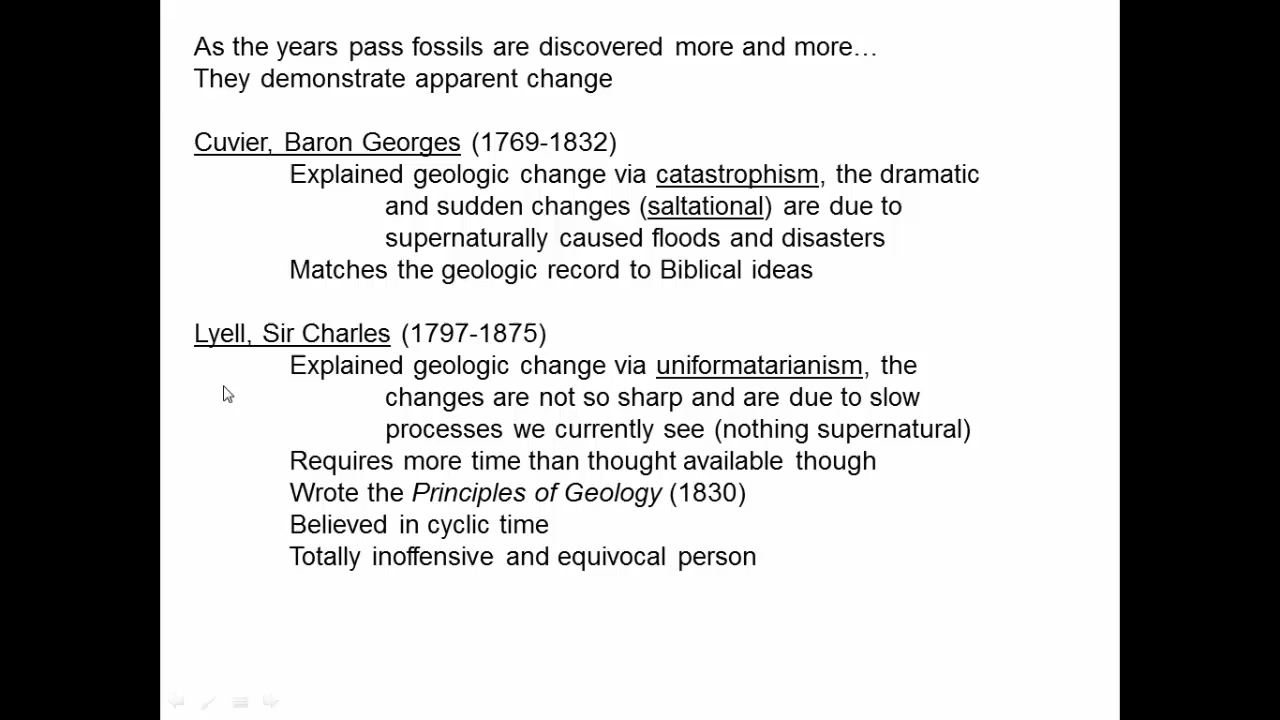 As the years pass fossils are discovered more and more…
They demonstrate apparent change
Cuvier, Baron Georges (1769-1832)
Explained geologic change via catastrophism, the dramatic
and sudden changes (saltational) are due to
supernaturally caused floods and disasters
Matches the geologic record to Biblical ideas
Lyell, Sir Charles (1797-1875)
Explained geologic change via uniformatarianism, the
changes are not so sharp and are due to slow
processes we currently see (nothing supernatural)
Requires more time than thought available though
Wrote the Principles of Geology (1830)
Believed in cyclic time
Totally inoffensive and equivocal person